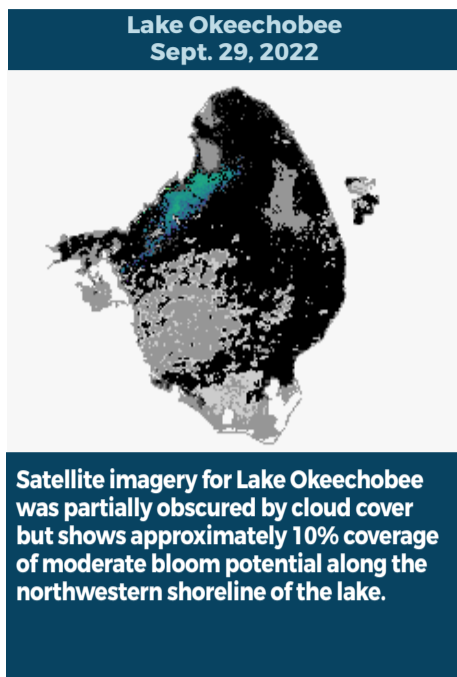 Lake Okeechobee
Sept. 29, 2022
Satellite imagery for Lake Okeechobee
was partially obscured by cloud cover
but shows approximately 10% coverage
of moderate bloom potential along the
northwestern shoreline of the lake.